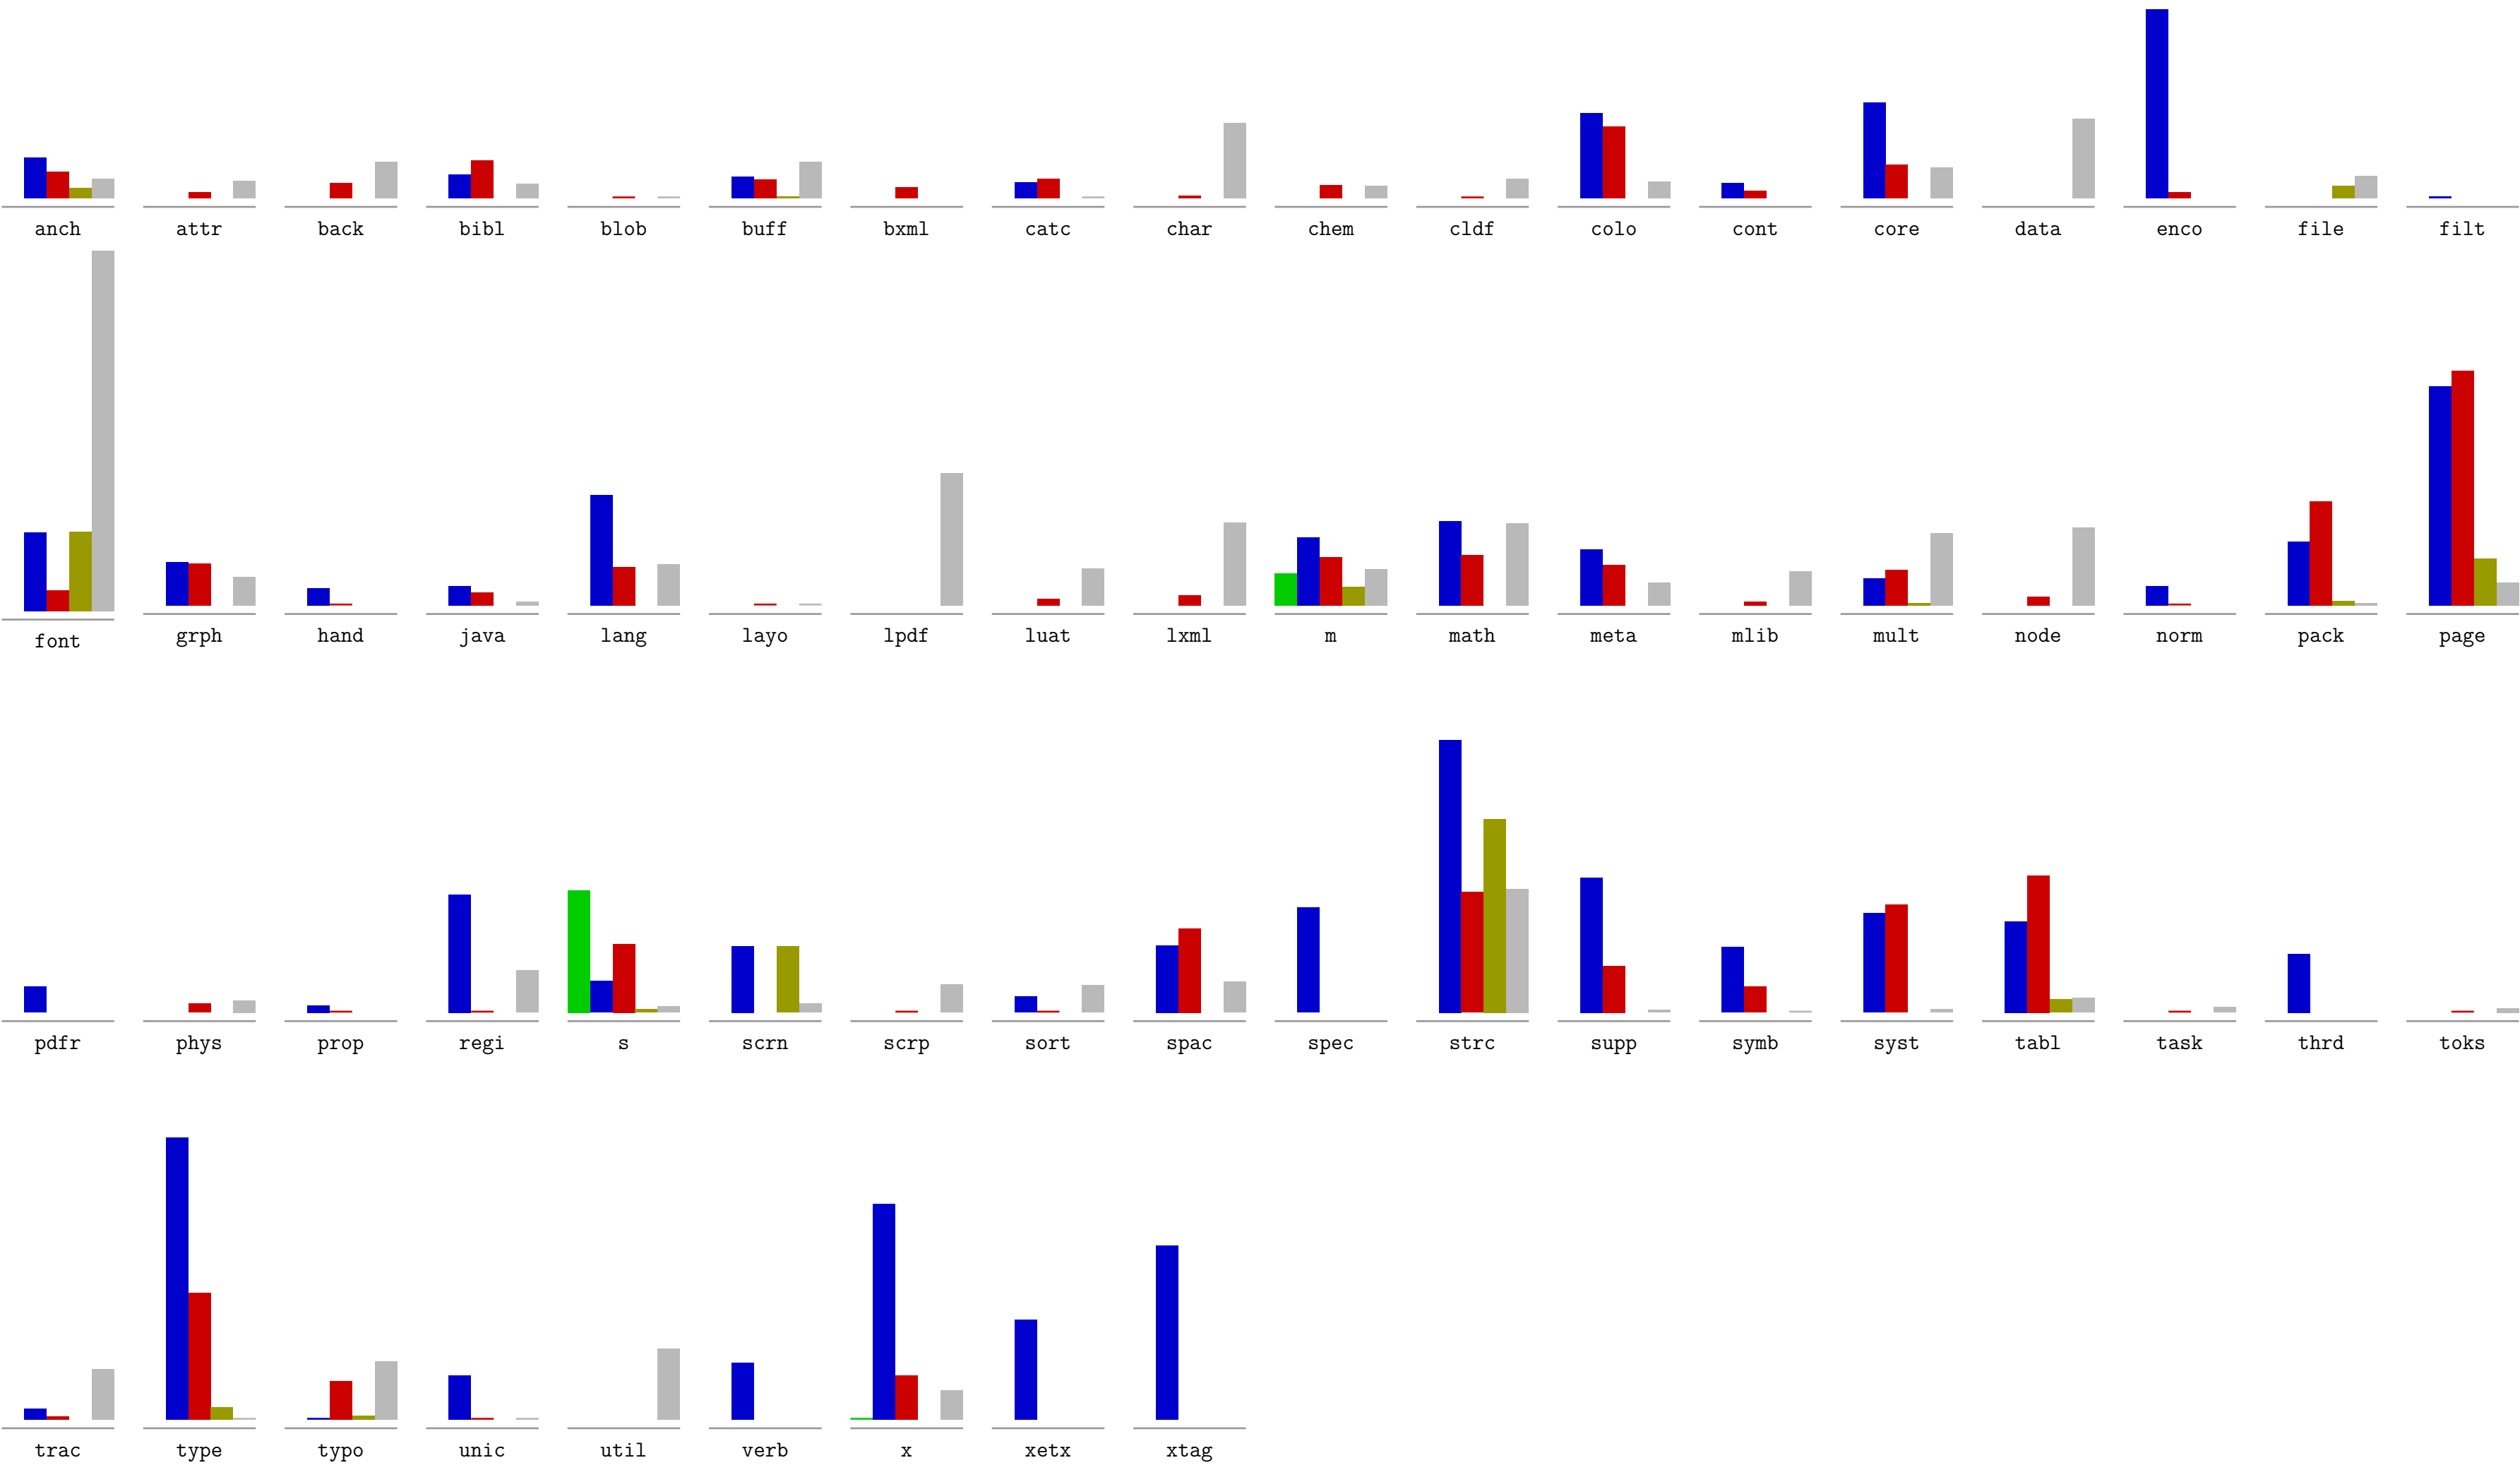 anch attr back bibl blob buff bxml catc char chem cldf colo cont core data enco file filt
font grph hand java lang layo lpdf luat lxml m math meta mlib mult node norm pack page
pdfr phys prop regi s scrn scrp sort spac spec strc supp symb syst tabl task thrd toks
trac type typo unic util verb x xetx xtag